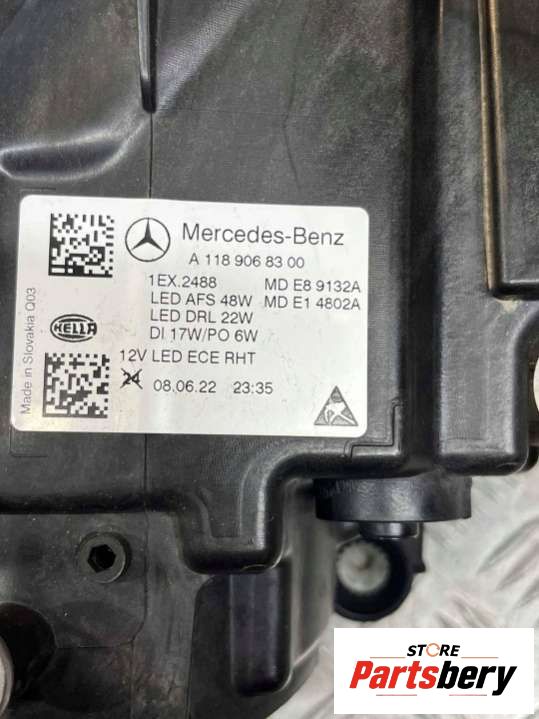 Mercedes-Benz
A 118 906 83 00
1EX.2488 MD E8 9132A
LED AFS 48W MD E1 4802A
LED DRL 22W
DI 17W/PO 6W
12V LED ECE RHT
24 08.06.22 23:35
HELLA
Made in Slovakia Q03
STORE
Partsbery